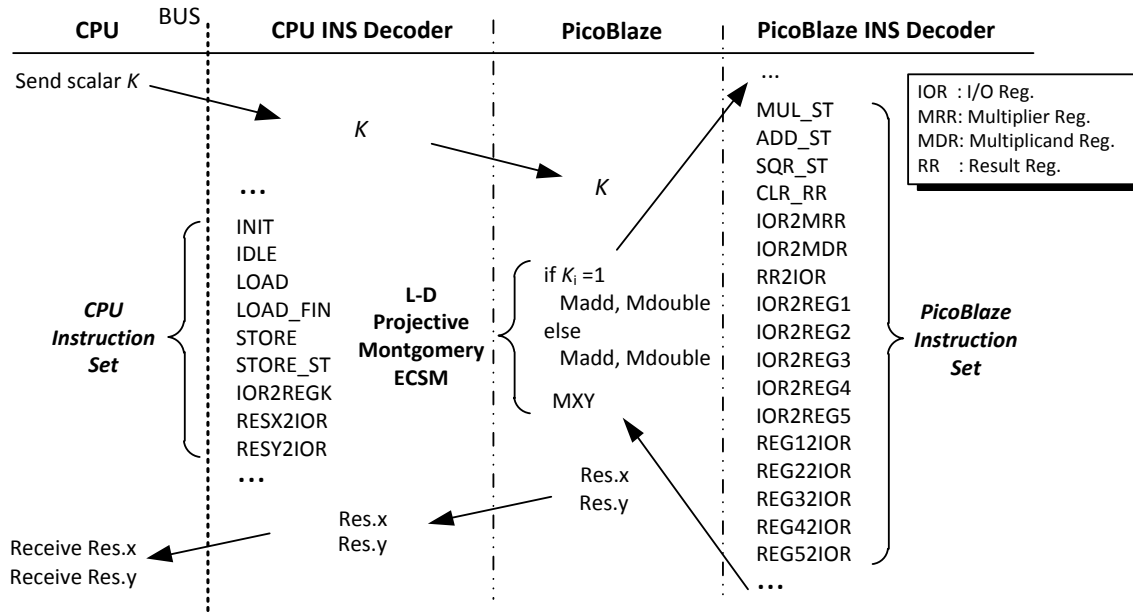 BUS
CPU
CPU INS Decoder
PicoBlaze
PicoBlaze INS Decoder
Send scalar K
K
K
...
INIT
IDLE
LOAD
LOAD_FIN
STORE
STORE_ST
IOR2REGK
RESX2IOR
RESY2IOR
...
CPU
Instruction
Set
L-D
Projective
Montgomery
ECSM
if Ki =1
Madd, Mdouble
else
Madd, Mdouble
MXY
...
MUL_ST
ADD_ST
SQR_ST
CLR_RR
IOR2MRR
IOR2MDR
RR2IOR
IOR2REG1
IOR2REG2
IOR2REG3
IOR2REG4
IOR2REG5
REG12IOR
REG22IOR
REG32IOR
REG42IOR
REG52IOR
...
PicoBlaze
Instruction
Set
IOR : I/O Reg.
MRR: Multiplier Reg.
MDR: Multiplicand Reg.
RR : Result Reg.
Res.x
Res.y
Res.x
Res.y
Receive Res.x
Receive Res.y